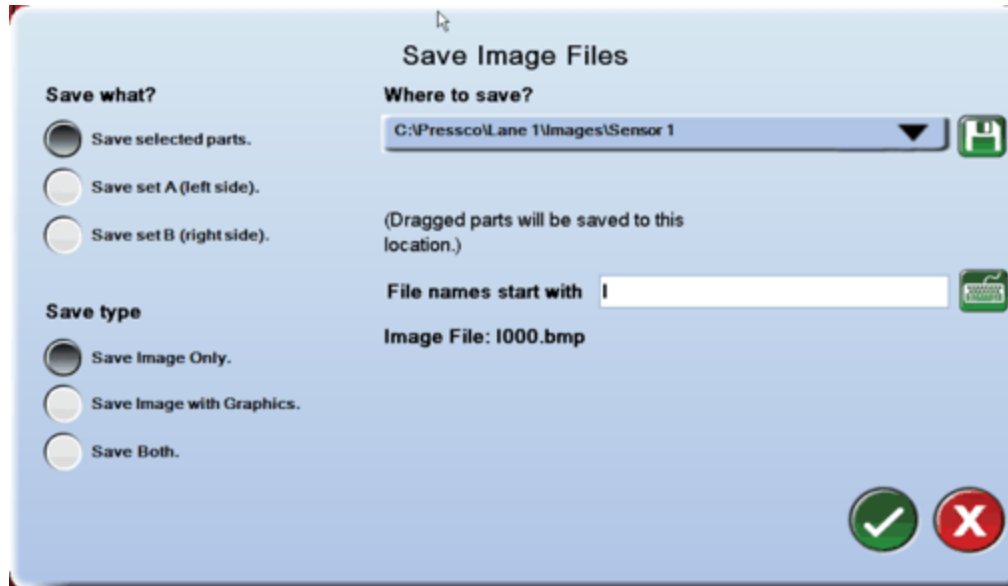 Save Image Files
Save what?
Save selected parts.
Save set A (left side).
Save set B (right side).
Save type
Save Image Only.
Save Image with Graphics.
Save Both.
Where to save?
C:\Pressco\Lane 1\Images\Sensor 1
(Dragged parts will be saved to this
location.)
File names start with I
Image File: I000.bmp